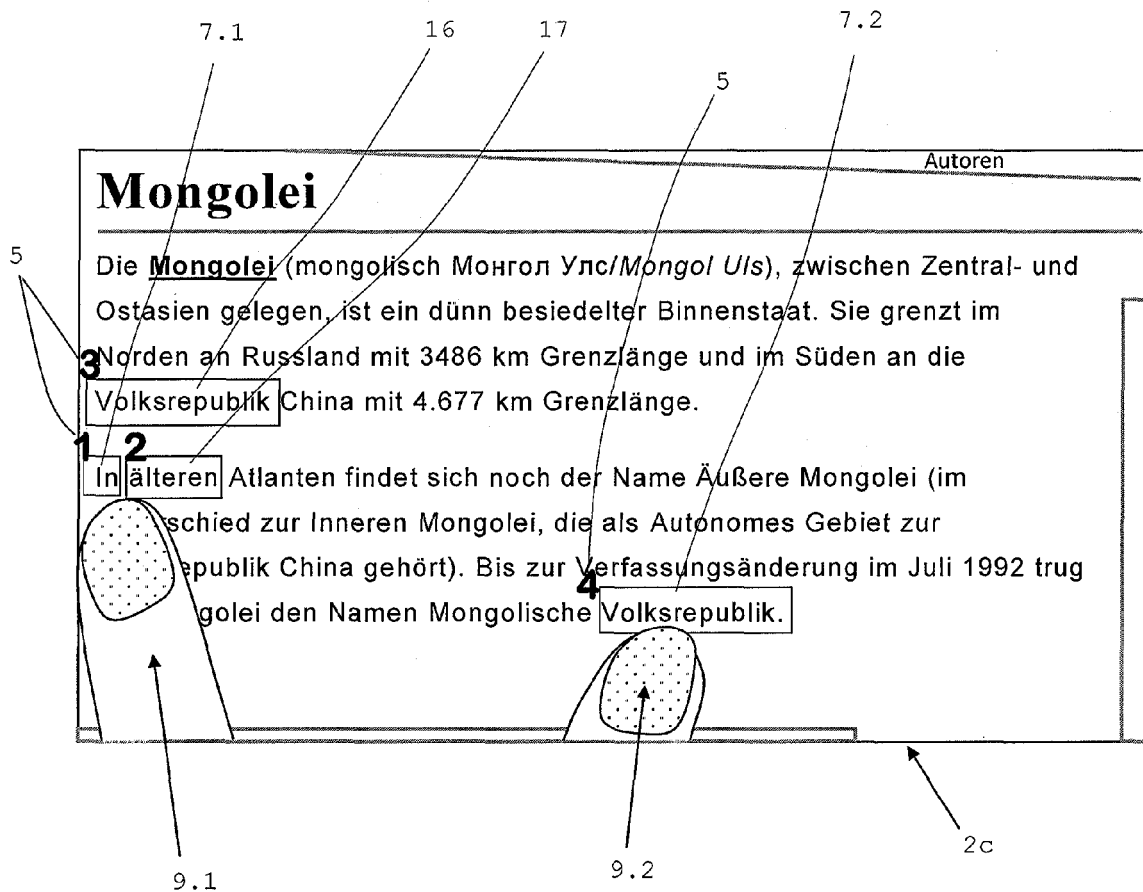 7.1 16 17 7.2
5
Autoren
Mongolei
5
Die Mongolei (mongolisch Монгол Улс/Mongol Uls), zwischen Zentral- und
Ostasien gelegen, ist ein dünn besiedelter Binnenstaat. Sie grenzt im
Norden an Russland mit 3486 km Grenzlänge und im Süden an die
3
Volksrepublik China mit 4.677 km Grenzlänge.
1 2
In älteren Atlanten findet sich noch der Name Äußere Mongolei (im
rschied zur Inneren Mongolei, die als Autonomes Gebiet zur
epublik China gehört). Bis zur Verfassungsänderung im Juli 1992 trug
4
golei den Namen Mongolische Volksrepublik.
2c
9.1 9.2